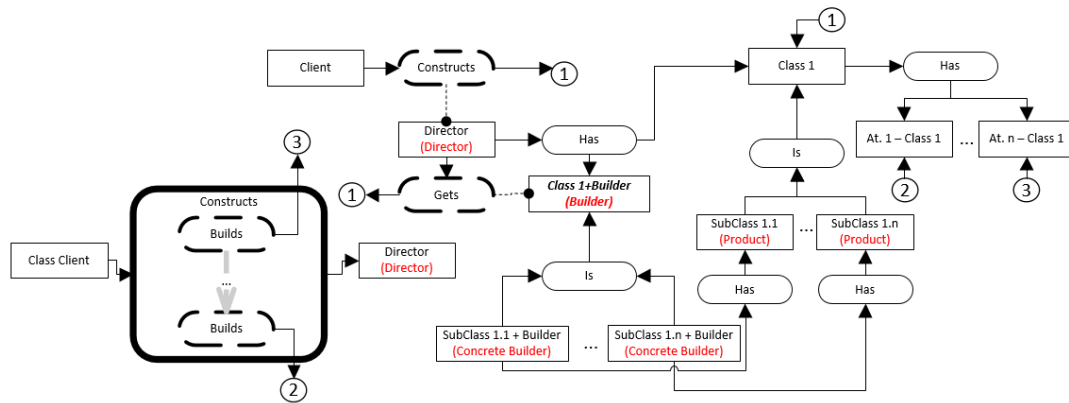 1
Client
Constructs
1
Class 1
Has
Director
(Director)
Has
At. 1 – Class 1
...
At. n – Class 1
Is
3
1
Gets
Class 1+Builder
(Builder)
2
3
Constructs
Builds
SubClass 1.1
(Product)
...
SubClass 1.n
(Product)
Class Client
Director
(Director)
...
Is
Has
Has
Builds
SubClass 1.1 + Builder
(Concrete Builder)
...
SubClass 1.n + Builder
(Concrete Builder)
2